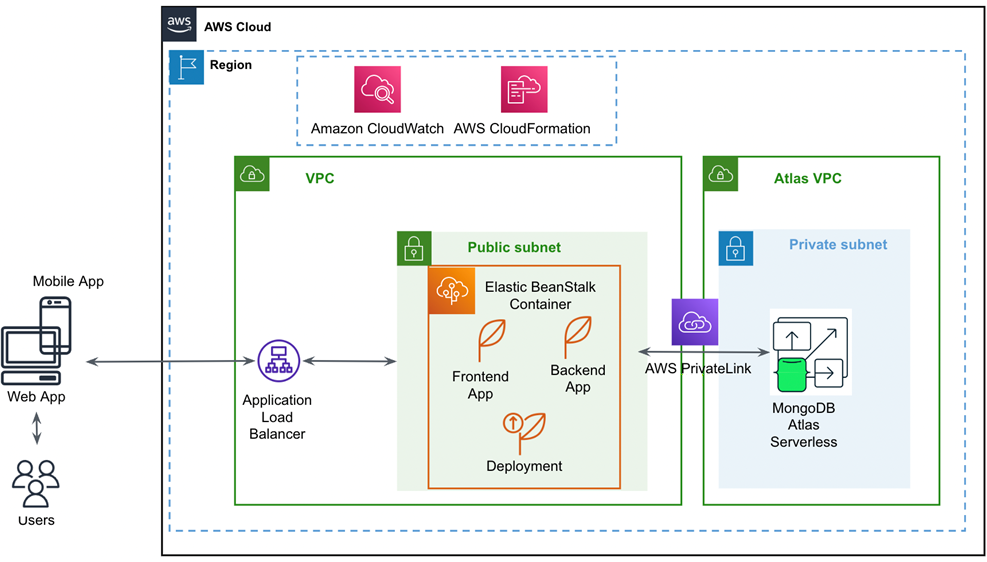 aws
AWS Cloud
Region
Amazon CloudWatch
AWS CloudFormation
VPC
Atlas VPC
Public subnet
Private subnet
Elastic BeanStalk
Container
Mobile App
Web App
Users
Application
Load
Balancer
Frontend
App
Backend
App
Deployment
AWS PrivateLink
MongoDB
Atlas
Serverless